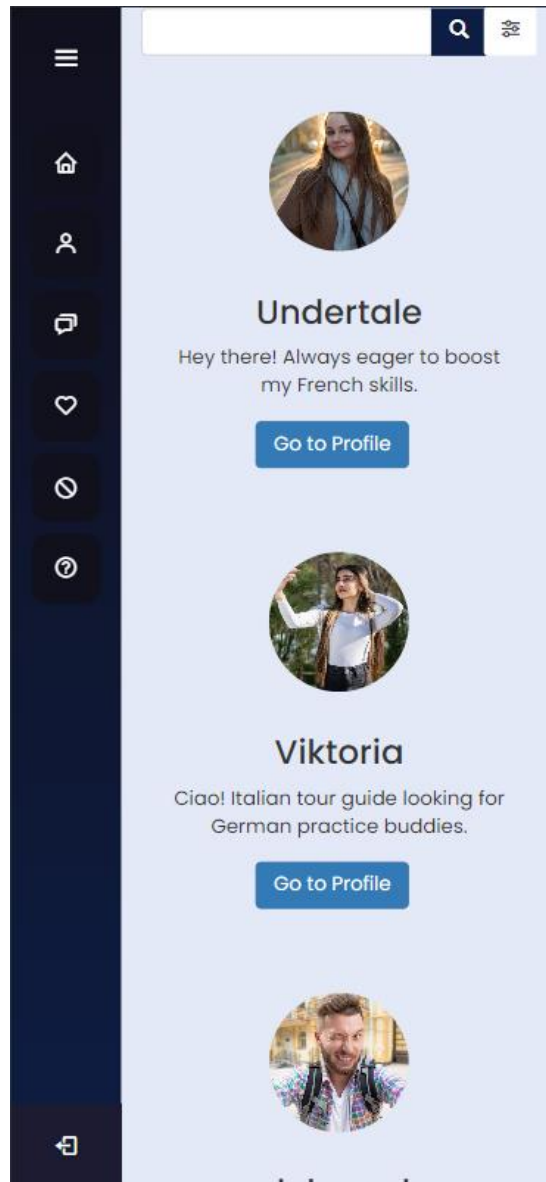 Undertale
Hey there! Always eager to boost
my French skills.
Go to Profile
Viktoria
Ciao! Italian tour guide looking for
German practice buddies.
Go to Profile